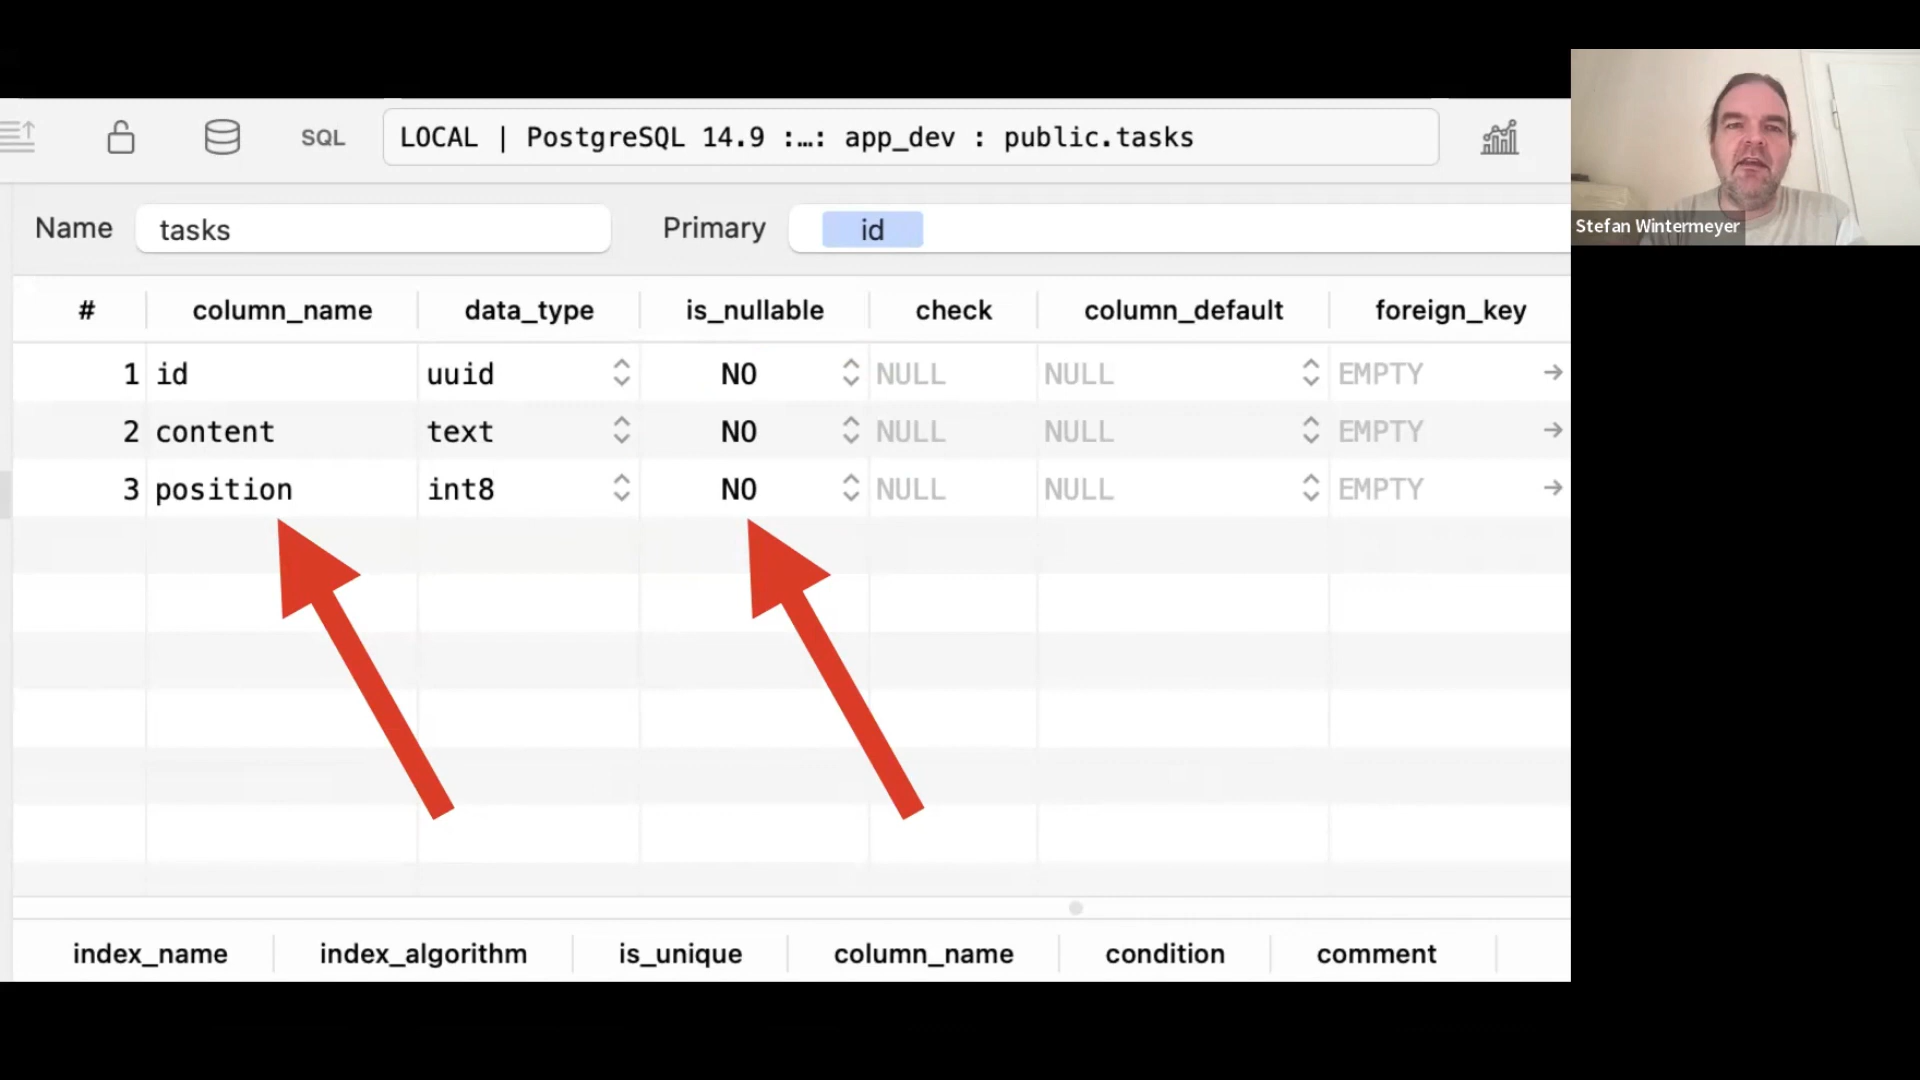 SQL
LOCAL | PostgreSQL 14.9 :…: app_dev : public.tasks
Name tasks Primary id
# column_name data_type is_nullable check column_default foreign_key
1 id uuid NO NULL NULL EMPTY
2 content text NO NULL NULL EMPTY
3 position int8 NO NULL NULL EMPTY
index_name index_algorithm is_unique column_name condition comment
Stefan Wintermeyer